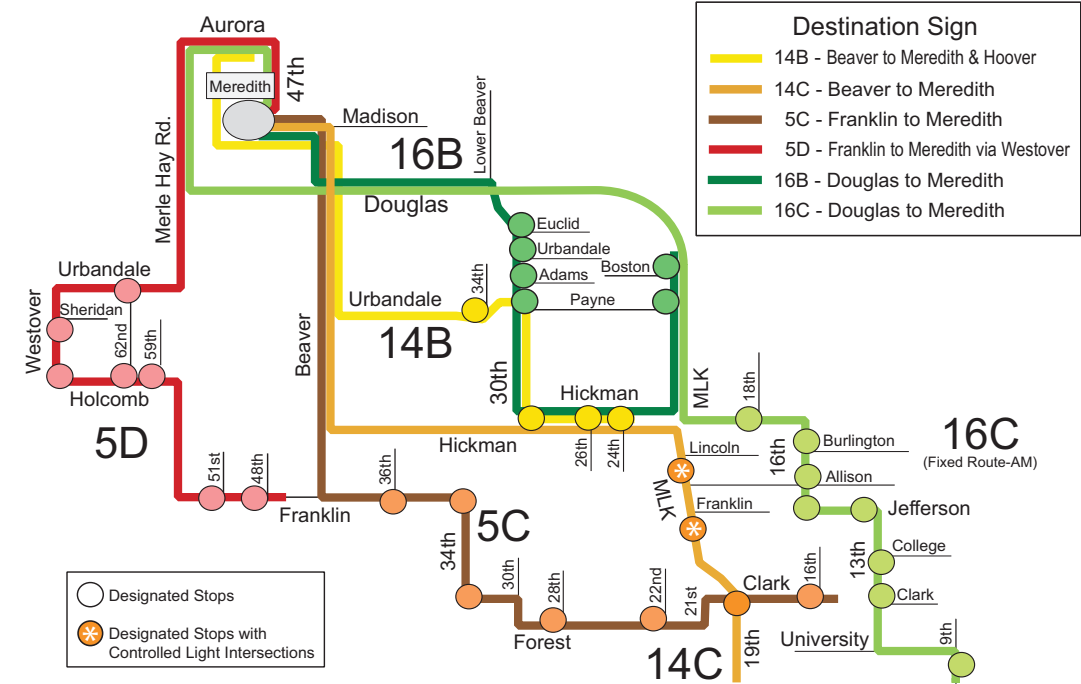 Aurora
Meredith
47th
Madison
16B
Lower Beaver
Merle Hay Rd.
Douglas
Destination Sign
14B - Beaver to Meredith & Hoover
14C - Beaver to Meredith
5C - Franklin to Meredith
5D - Franklin to Meredith via Westover
16B - Douglas to Meredith
16C - Douglas to Meredith
Euclid
Urbandale
Adams
Boston
Payne
Urbandale
Sheridan
Westover
62nd
59th
Holcomb
5D
Beaver
Urbandale
34th
14B
30th
Hickman
26th
24th
Hickman
MLK
18th
16th
Burlington
16C
(Fixed Route-AM)
Lincoln
Allison
MLK
Franklin
Jefferson
51st
48th
Franklin
36th
5C
34th
30th
28th
Forest
22nd
21st
Clark
16th
14C
19th
13th
College
Clark
University
9th
Designated Stops
Designated Stops with
Controlled Light Intersections